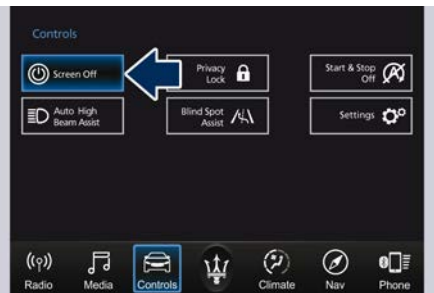 Controls
Screen Off
Privacy
Lock
Start & Stop
Off
Auto High
Beam Assist
Blind Spot
Assist
Settings
Radio
Media
Controls
Climate
Nav
Phone